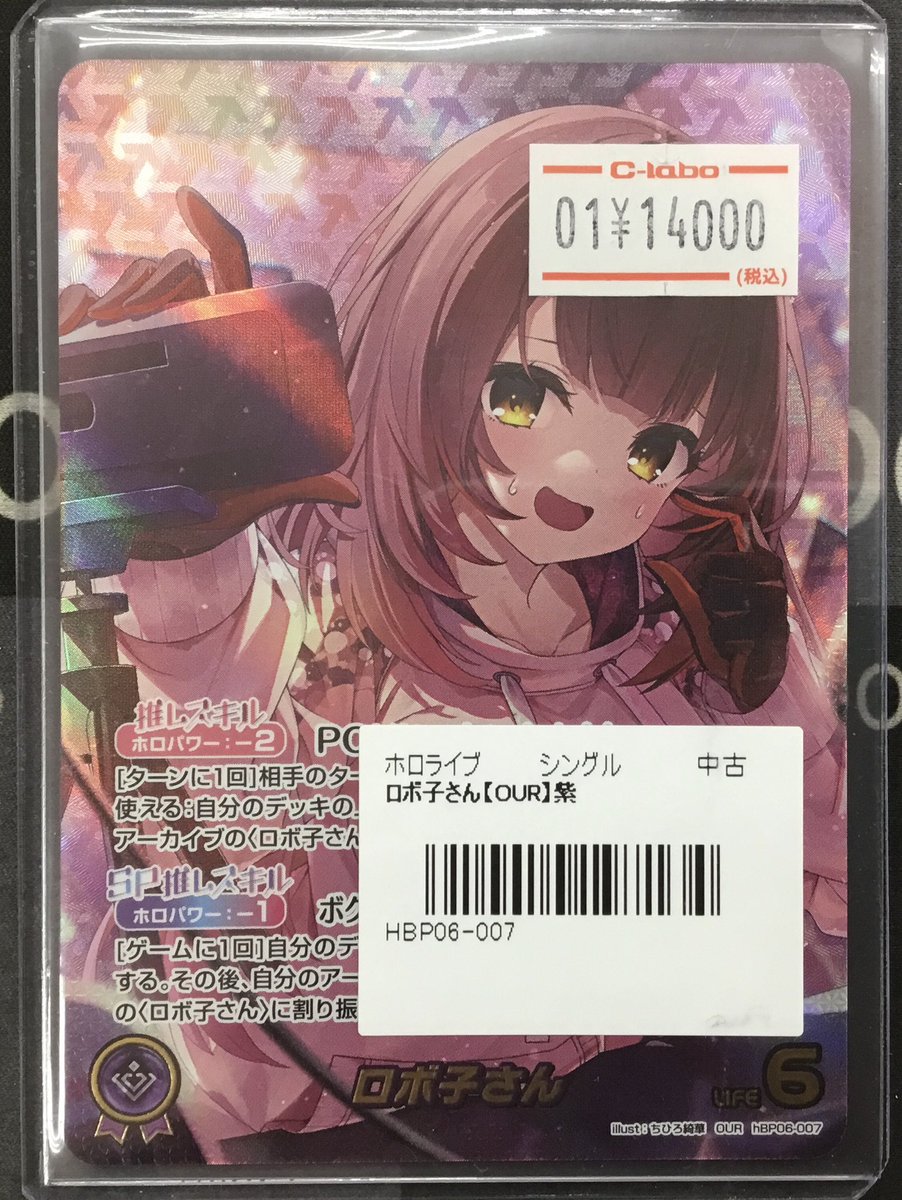 C-labo
01¥14000
(税込)
推しスキル
ホロパワー:-2
PO
[ターンに1回]相手のター
使える:自分のデッキの
アーカイブの〈ロボ子さん
ホロライブ シングル 中古
ロボ子さん【OUR】紫
HBP06-007
SP推しスキル
ホロパワー:-1
ボク
[ゲームに1回]自分のデ
する。その後、自分のアー
の〈ロボ子さん〉に割り振
ロボ子さん
LIFE 6
illust:ちひろ綺華 OUR hBP06-007